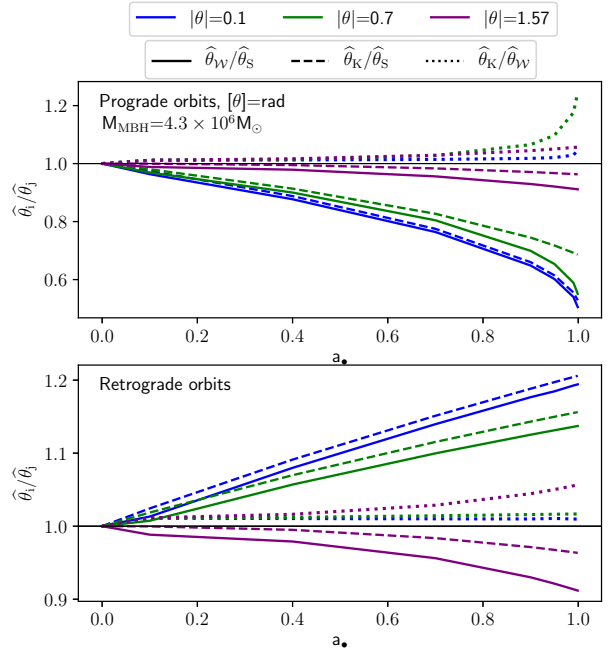 |θ|=0.1 |θ|=0.7 |θ|=1.57
θ̂_𝒲/θ̂_S θ̂_K/θ̂_S θ̂_K/θ̂_𝒲
Prograde orbits, [θ]=rad
M_MBH=4.3 × 10⁶M_⊙
1.2
1.0
0.8
0.6
θ̂_i/θ̂_j
0.0 0.2 0.4 0.6 0.8 1.0
a_•
Retrograde orbits
1.2
1.1
1.0
0.9
θ̂_i/θ̂_j
0.0 0.2 0.4 0.6 0.8 1.0
a_•